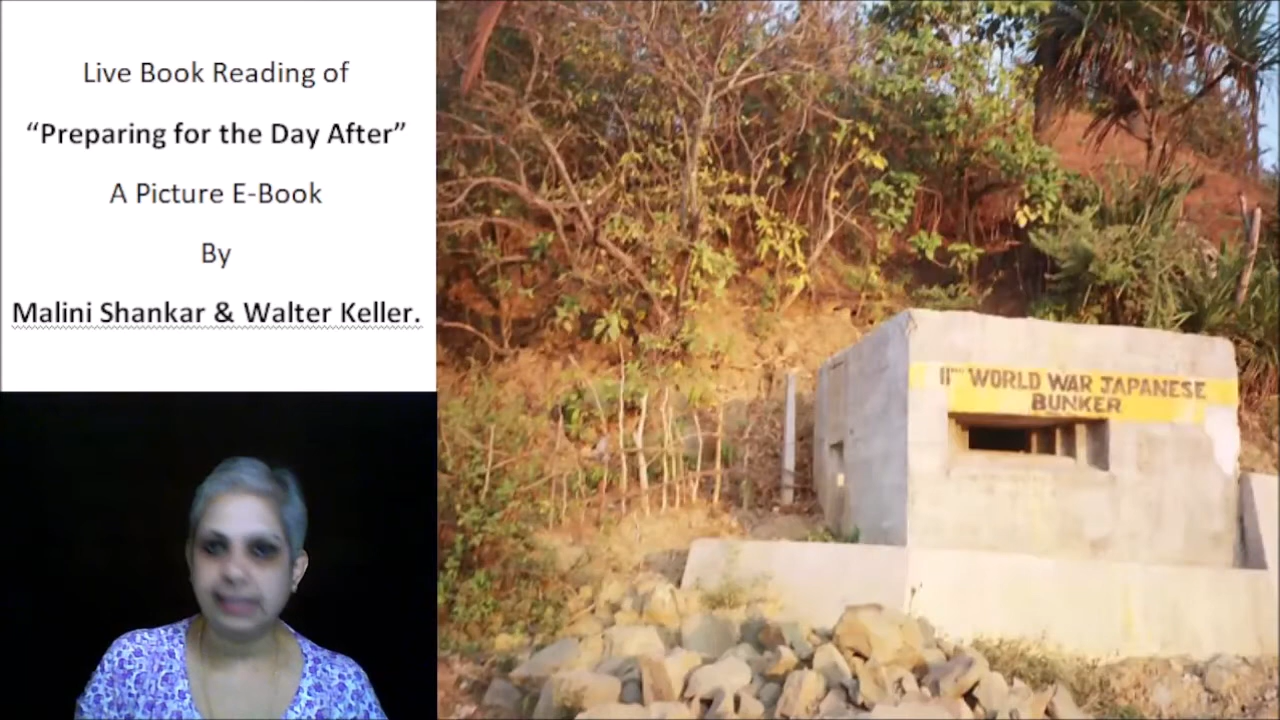 Live Book Reading of
“Preparing for the Day After”
A Picture E-Book
By
Malini Shankar & Walter Keller.
IIND WORLD WAR JAPANESE
BUNKER